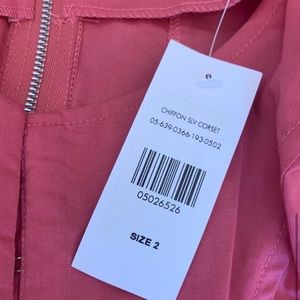 CHIFFON SLV CORSET
05-639-0366-193-0502
05026526
SIZE 2